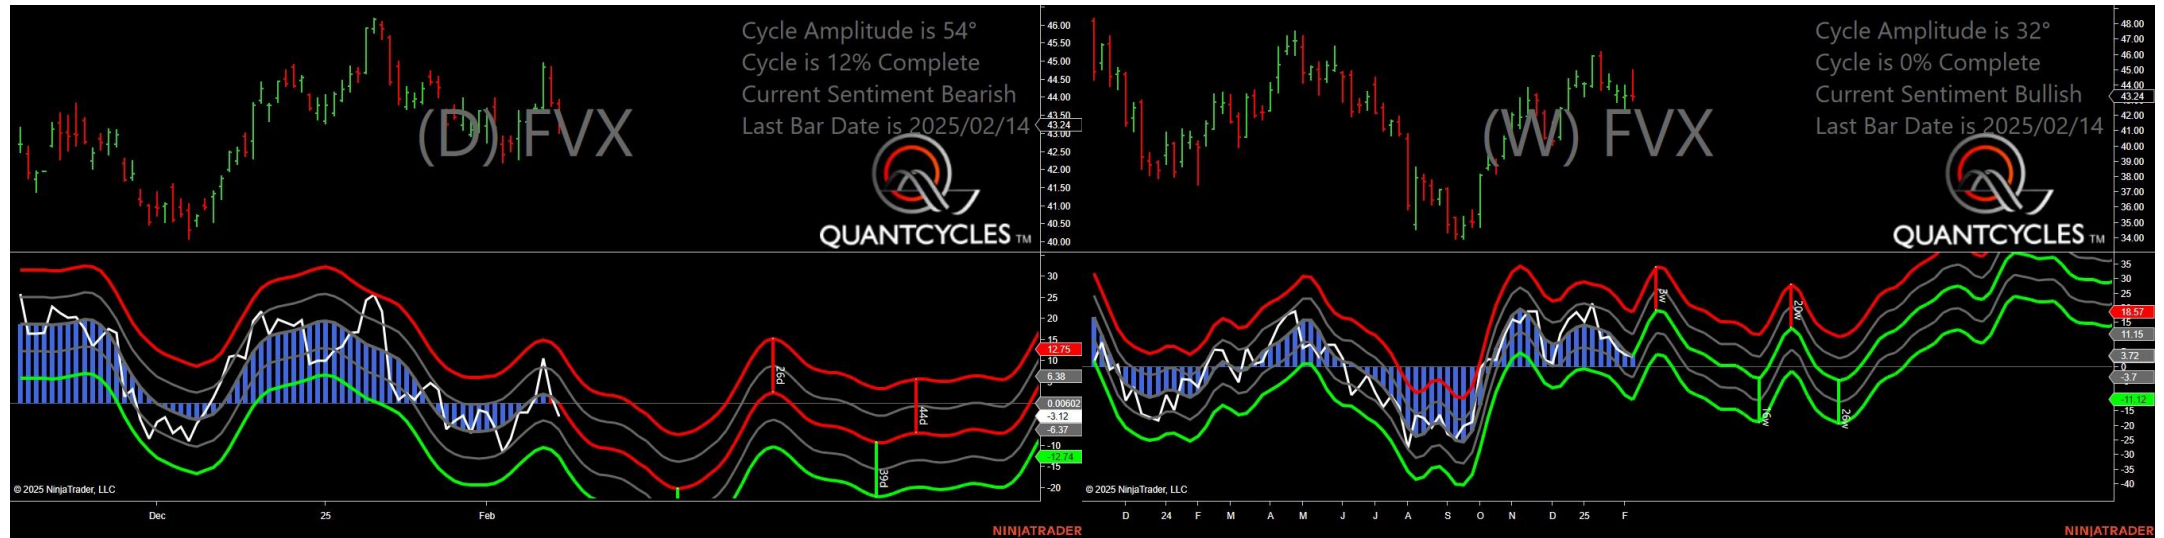 Cycle Amplitude is 54°
Cycle is 12% Complete
Current Sentiment Bearish
Last Bar Date is 2025/02/14
(D) FVX
QUANTCYCLES TM
46.00
45.50
45.00
44.50
44.00
43.50
43.24
43.00
42.50
42.00
41.50
41.00
40.50
40.00
30
25
20
15
12.75
10
6.38
0.00602
-3.12
-6.37
-10
-12.74
-15
-20
26d
44d
39d
© 2025 NinjaTrader, LLC
Dec
25
Feb
NINJATRADER
Cycle Amplitude is 32°
Cycle is 0% Complete
Current Sentiment Bullish
Last Bar Date is 2025/02/14
(W) FVX
QUANTCYCLES TM
48.00
47.00
46.00
45.00
44.00
43.24
42.00
41.00
40.00
39.00
38.00
37.00
36.00
35.00
34.00
35
30
25
18.57
15
11.15
3.72
0
-3.7
-11.12
-15
-20
-25
-30
-35
-40
20w
16w
26w
© 2025 NinjaTrader, LLC
D
24
F
M
A
M
J
J
A
S
O
N
D
25
F
NINJATRADER